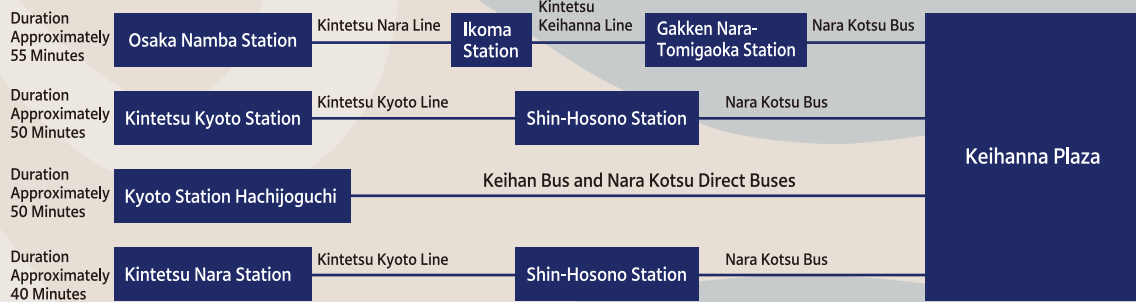 Duration
Approximately
55 Minutes
Osaka Namba Station
Kintetsu Nara Line
Ikoma
Station
Kintetsu
Keihanna Line
Gakken Nara-
Tomigaoka Station
Nara Kotsu Bus
Duration
Approximately
50 Minutes
Kintetsu Kyoto Station
Kintetsu Kyoto Line
Shin-Hosono Station
Nara Kotsu Bus
Keihanna Plaza
Duration
Approximately
50 Minutes
Kyoto Station Hachijoguchi
Keihan Bus and Nara Kotsu Direct Buses
Duration
Approximately
40 Minutes
Kintetsu Nara Station
Kintetsu Kyoto Line
Shin-Hosono Station
Nara Kotsu Bus